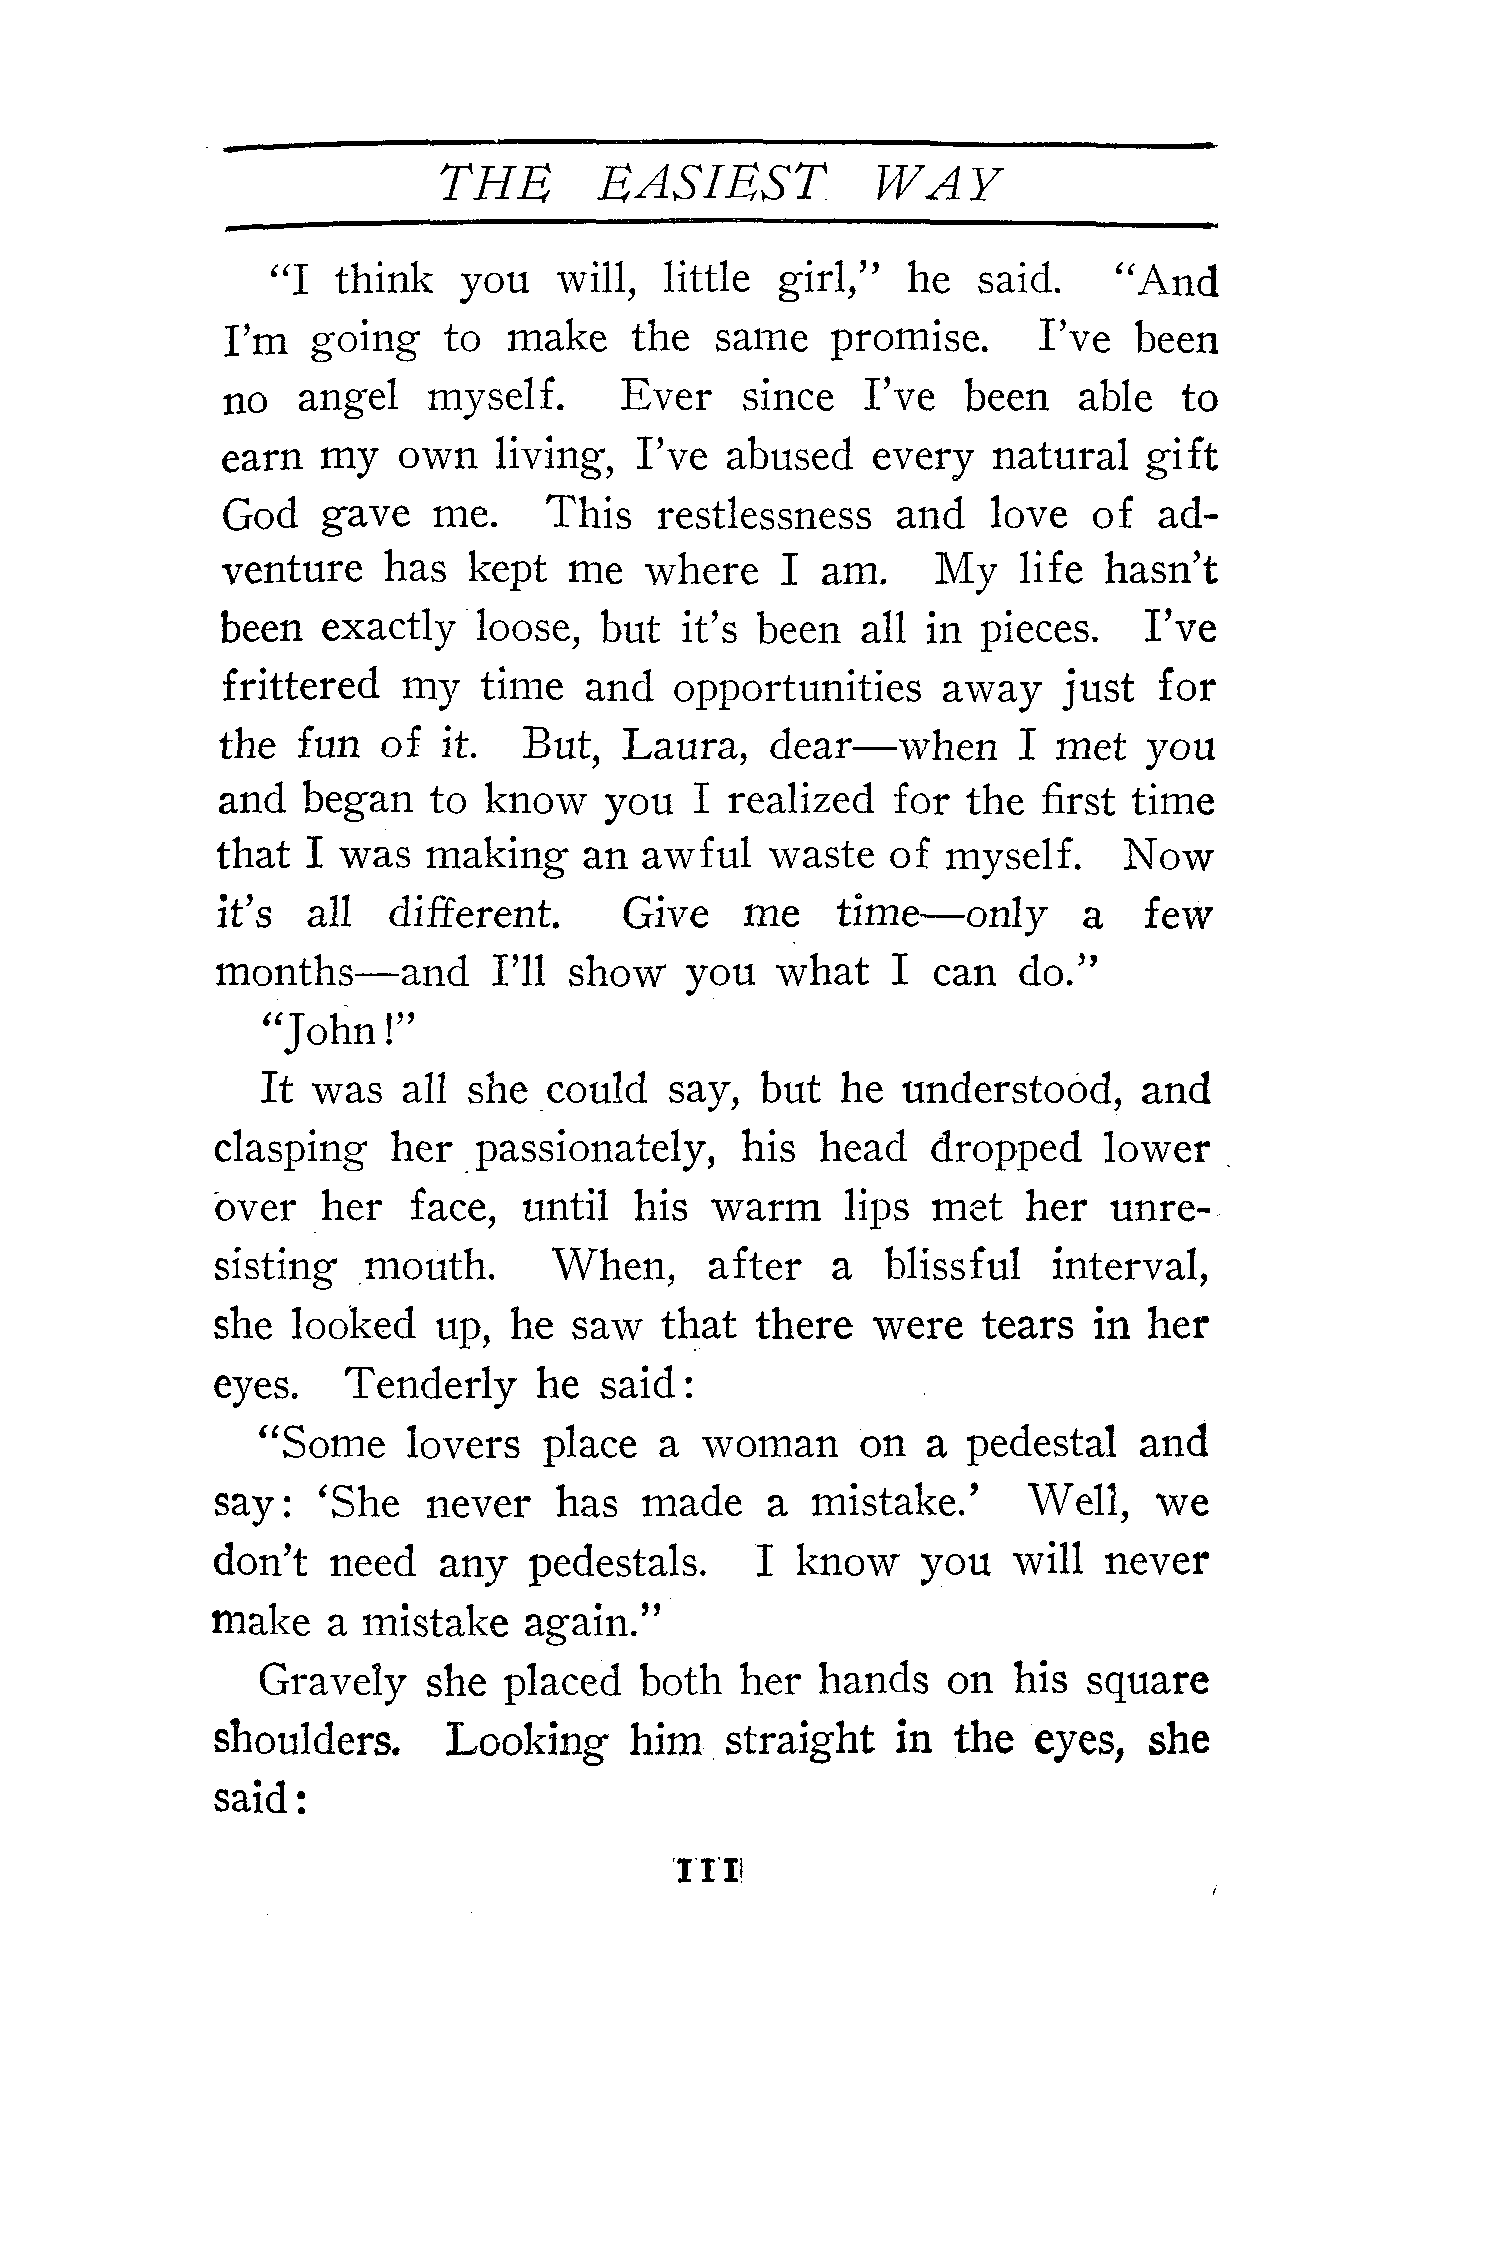 THE EASIEST WAY
"I think you will, little girl," he said. "And
I'm going to make the same promise. I've been
no angel myself. Ever since I've been able to
earn my own living, I've abused every natural gift
God gave me. This restlessness and love of ad-
venture has kept me where I am. My life hasn't
been exactly loose, but it's been all in pieces. I've
frittered my time and opportunities away just for
the fun of it. But, Laura, dear—when I met you
and began to know you I realized for the first time
that I was making an awful waste of myself. Now
it's all different. Give me time—only a few
months—and I'll show you what I can do."
"John!"
It was all she could say, but he understood, and
clasping her passionately, his head dropped lower
over her face, until his warm lips met her unre-
sisting mouth. When, after a blissful interval,
she looked up, he saw that there were tears in her
eyes. Tenderly he said:
"Some lovers place a woman on a pedestal and
say: 'She never has made a mistake.' Well, we
don't need any pedestals. I know you will never
make a mistake again."
Gravely she placed both her hands on his square
shoulders. Looking him straight in the eyes, she
said:
111